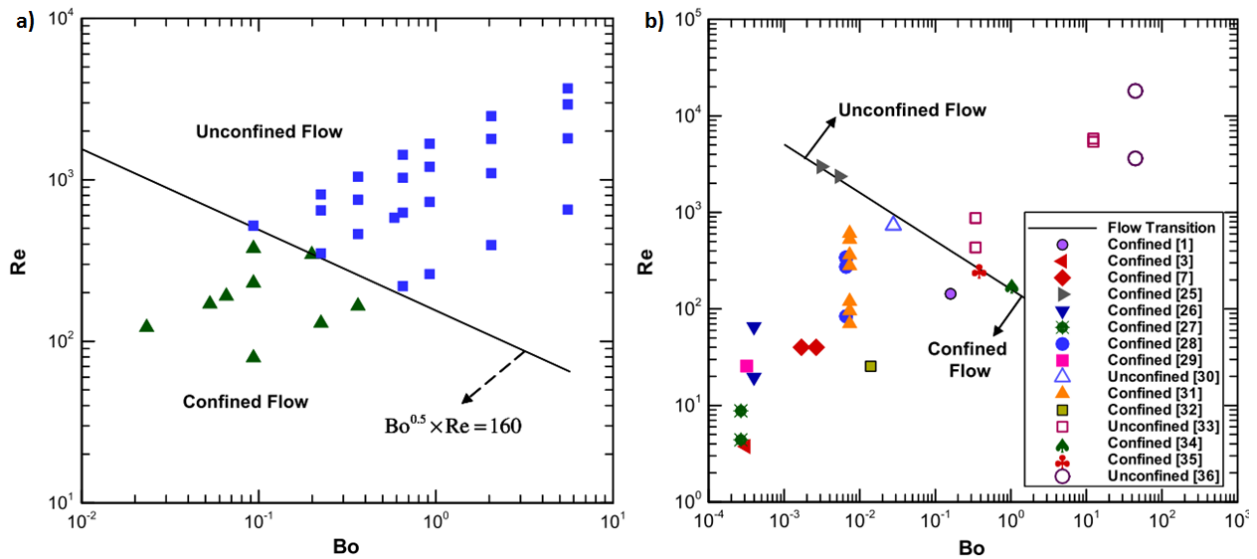 a)
10^4
10^3
10^2
10^1
Re
Unconfined Flow
Confined Flow
Bo^0.5 × Re = 160
10^-2
10^-1
10^0
10^1
Bo
b)
10^5
10^4
10^3
10^2
10^1
10^0
Re
Unconfined Flow
Confined
Flow
Flow Transition
Confined [1]
Confined [3]
Confined [7]
Confined [25]
Confined [26]
Confined [27]
Confined [28]
Confined [29]
Unconfined [30]
Confined [31]
Confined [32]
Unconfined [33]
Confined [34]
Confined [35]
Unconfined [36]
10^-4
10^-3
10^-2
10^-1
10^0
10^1
10^2
10^3
Bo